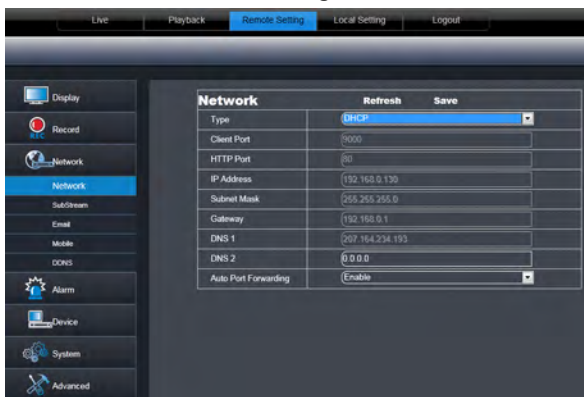 Live Playback Remote Setting Local Setting Logout
Display
Record
Network
Network
SubStream
Email
Mobile
DDNS
Alarm
Device
System
Advanced
Network Refresh Save
Type DHCP
Client Port 9000
HTTP Port 80
IP Address 192.168.0.130
Subnet Mask 255.255.255.0
Gateway 192.168.0.1
DNS 1 207.164.234.193
DNS 2 0.0.0.0
Auto Port Forwarding Enable